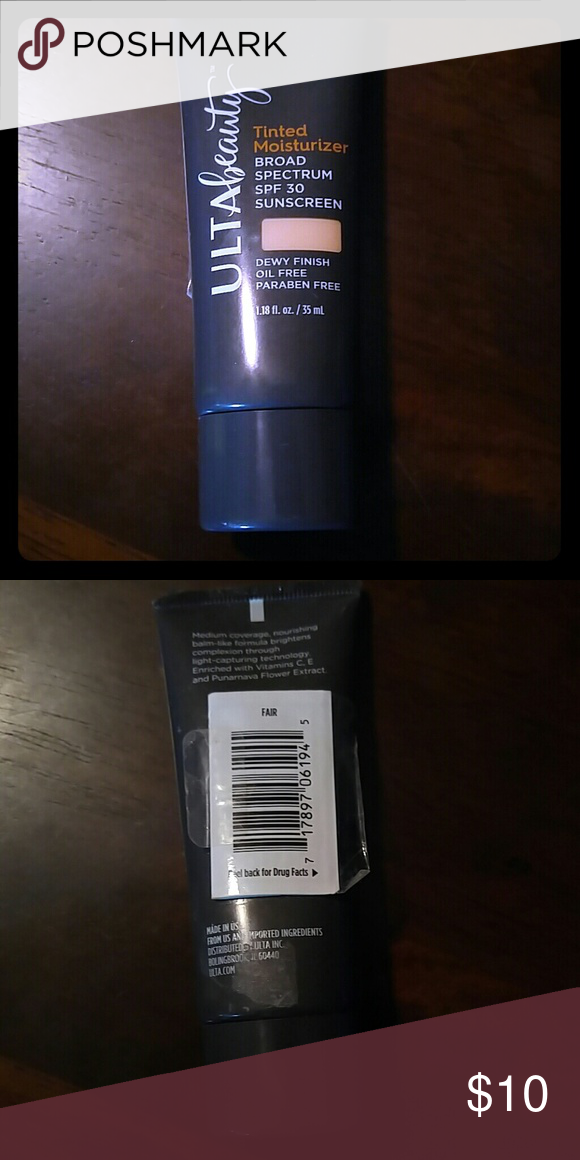 POSHMARK
ULTAbeauty™
Tinted
Moisturizer
BROAD
SPECTRUM
SPF 30
SUNSCREEN
DEWY FINISH
OIL FREE
PARABEN FREE
1.18 fl. oz. / 35 mL
Medium coverage, nourishing
balm-like formula brightens
complexion through
light-capturing technology.
Enriched with Vitamins C, E
and Punarnava Flower Extract
FAIR
7 17897 06194 5
Peel back for Drug Facts ▶
MADE IN USA
FROM US AND IMPORTED INGREDIENTS
DISTRIBUTED BY ULTA INC.
BOLINGBROOK, IL 60440
ULTA.COM
$10